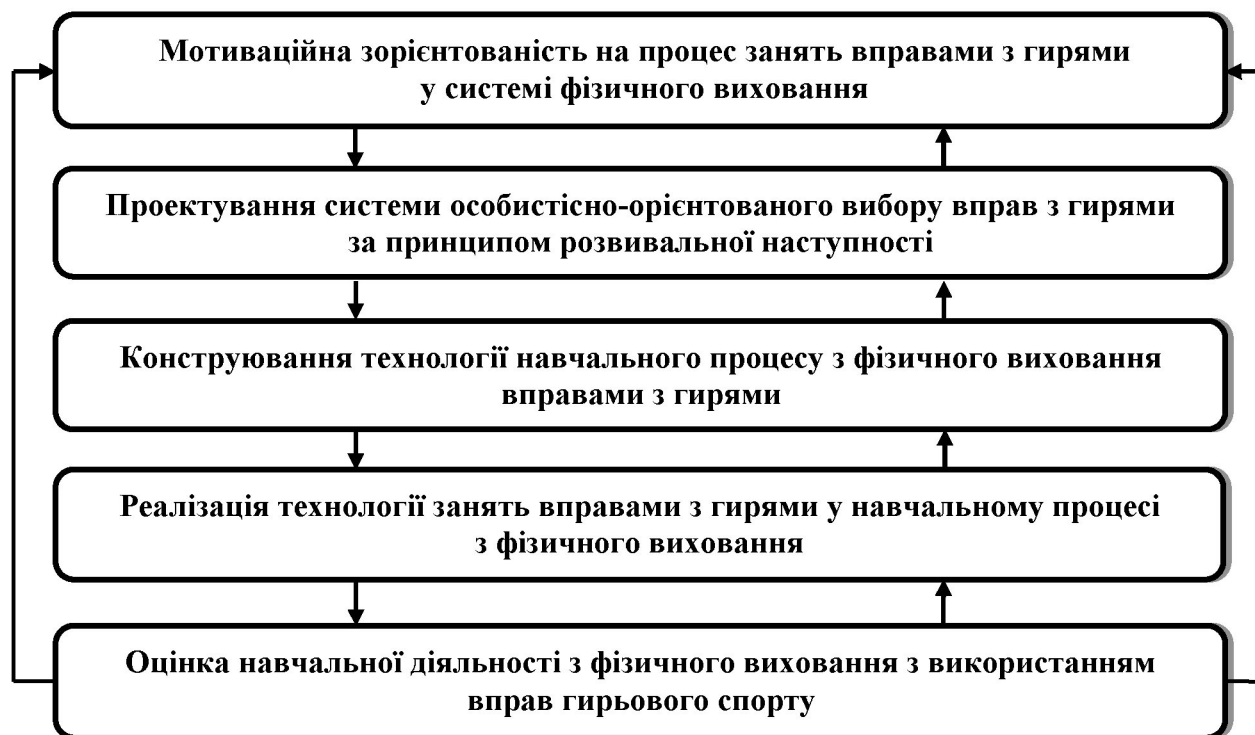 Мотиваційна зорієнтованість на процес занять вправами з гирями
у системі фізичного виховання
Проектування системи особистісно-орієнтованого вибору вправ з гирями
за принципом розвивальної наступності
Конструювання технології навчального процесу з фізичного виховання
вправами з гирями
Реалізація технології занять вправами з гирями у навчальному процесі
з фізичного виховання
Оцінка навчальної діяльності з фізичного виховання з використанням
вправ гирьового спорту